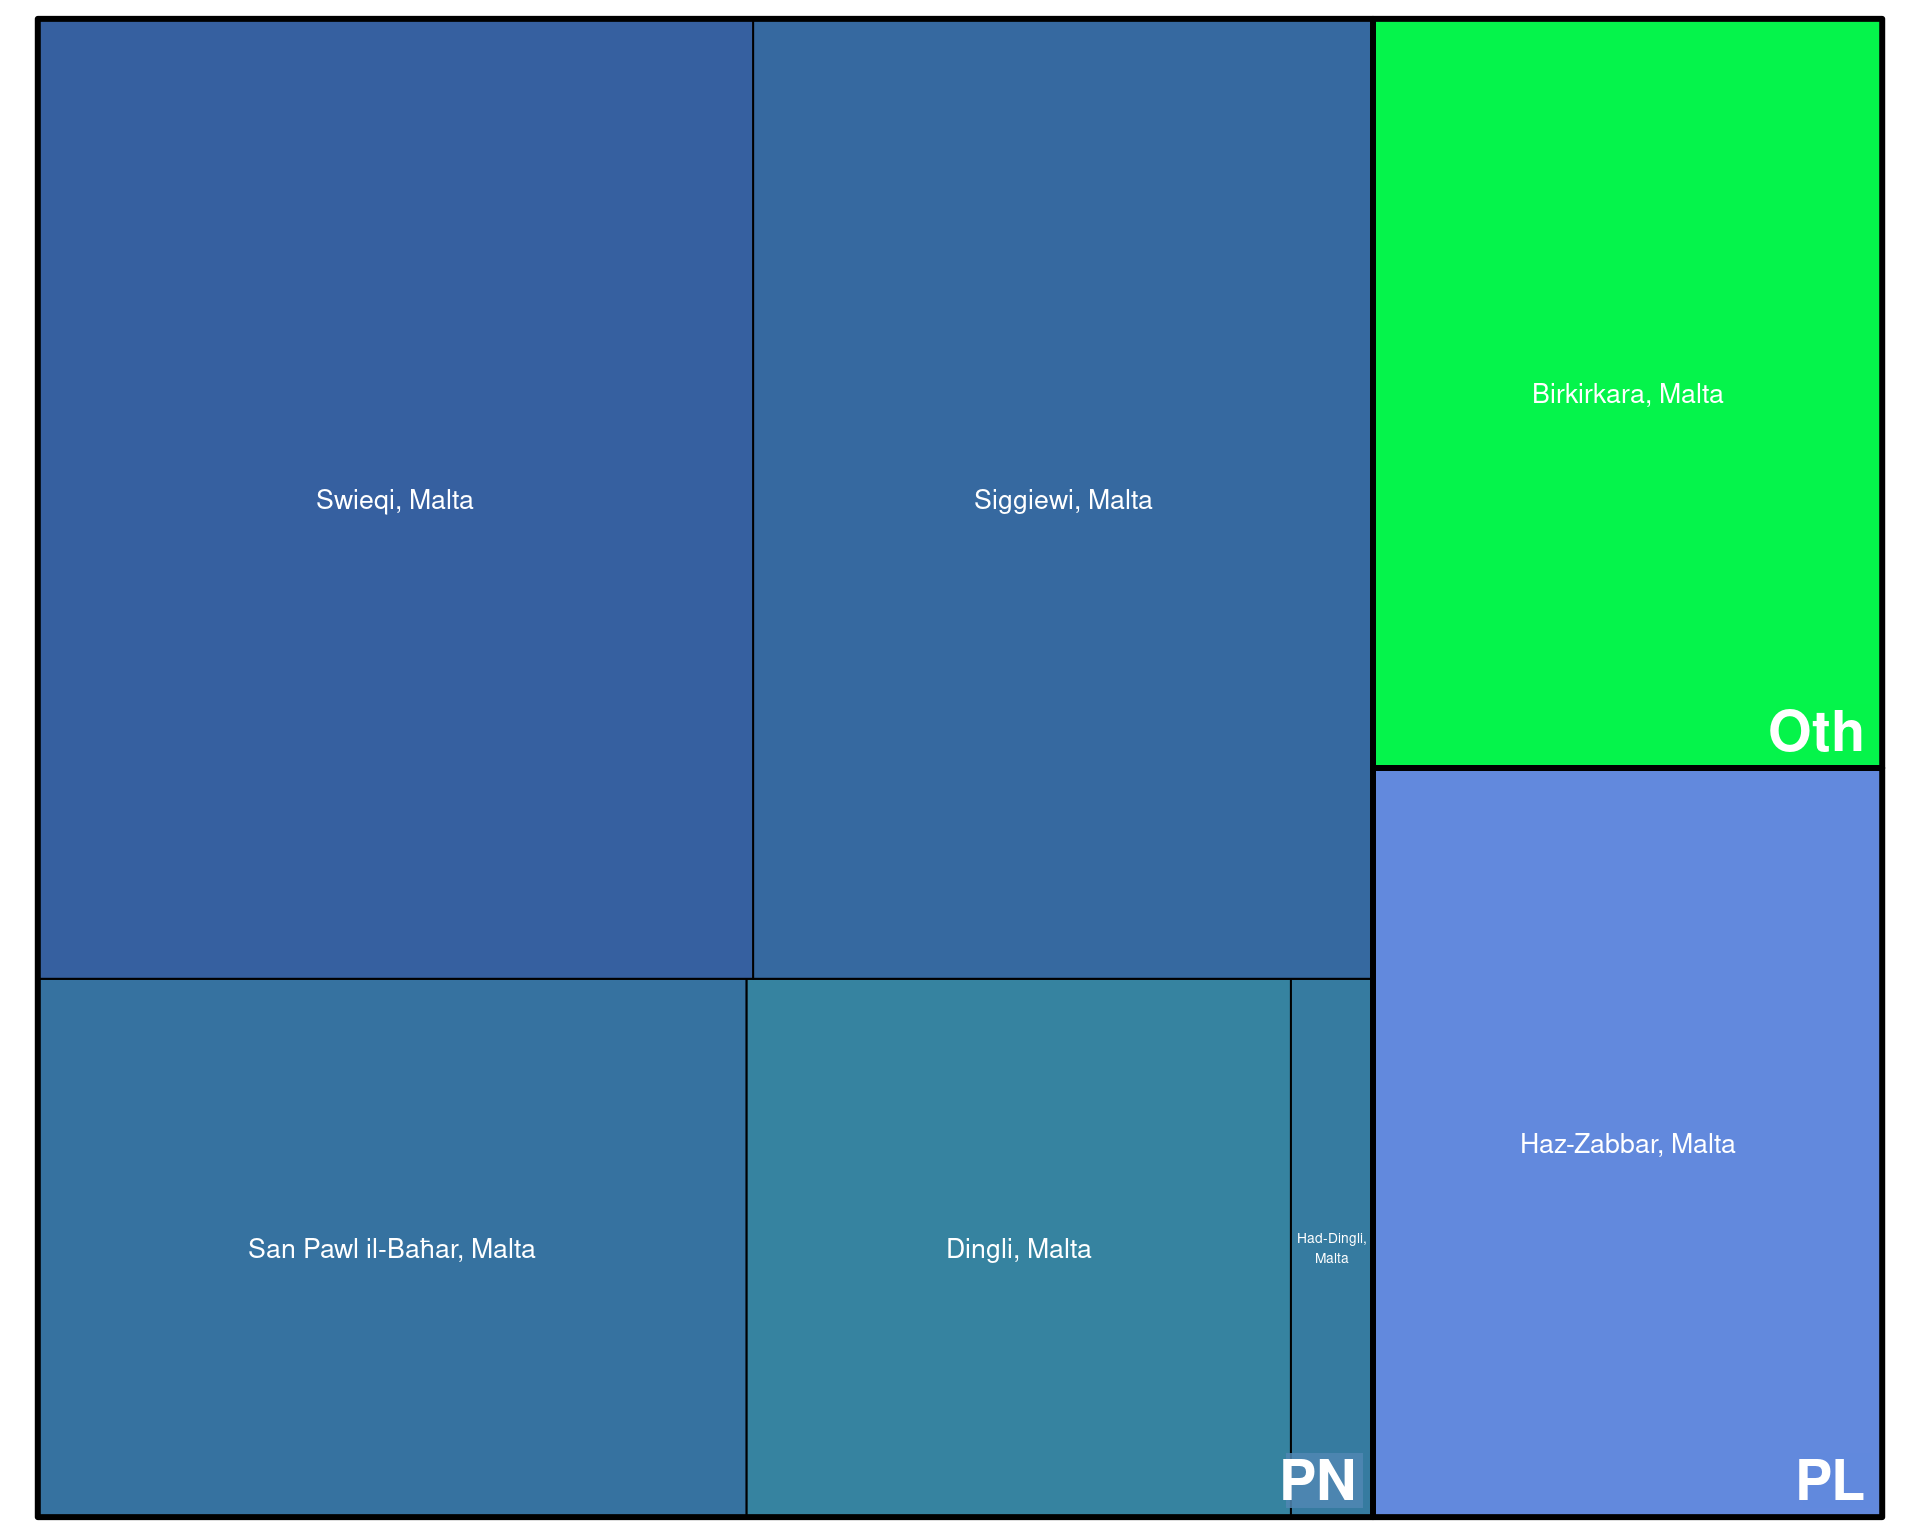 Swieqi, Malta
Siggiewi, Malta
Birkirkara, Malta
Oth
San Pawl il-Baħar, Malta
Dingli, Malta
Had-Dingli,
Malta
PN
Haz-Zabbar, Malta
PL